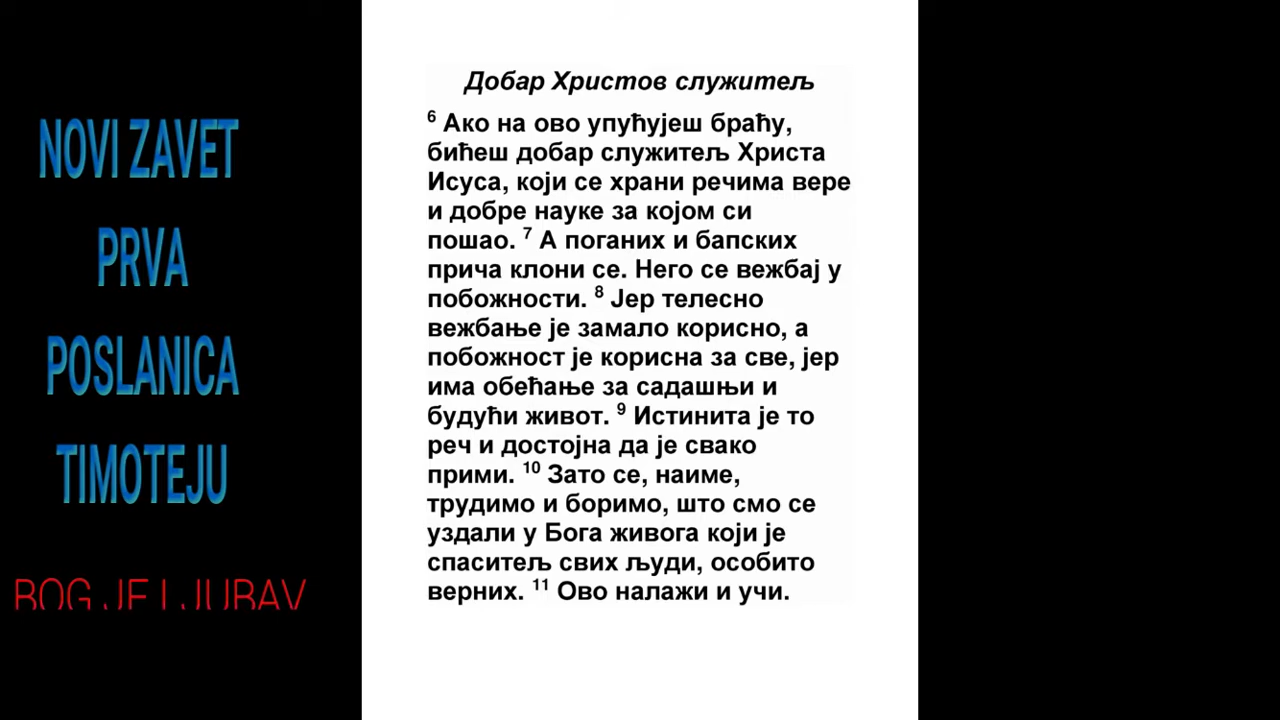 NOVI ZAVET
PRVA
POSLANICA
TIMOTEJU
BOG JE LJUBAV
Добар Христов служитељ
6 Ако на ово упућујеш браћу,
бићеш добар служитељ Христа
Исуса, који се храни речима вере
и добре науке за којом си
пошао. 7 А поганих и бапских
прича клони се. Него се вежбај у
побожности. 8 Јер телесно
вежбање је замало корисно, а
побожност је корисна за све, јер
има обећање за садашњи и
будући живот. 9 Истинита је то
реч и достојна да је свако
прими. 10 Зато се, наиме,
трудимо и боримо, што смо се
уздали у Бога живога који је
спаситељ свих људи, особито
верних. 11 Ово налажи и учи.